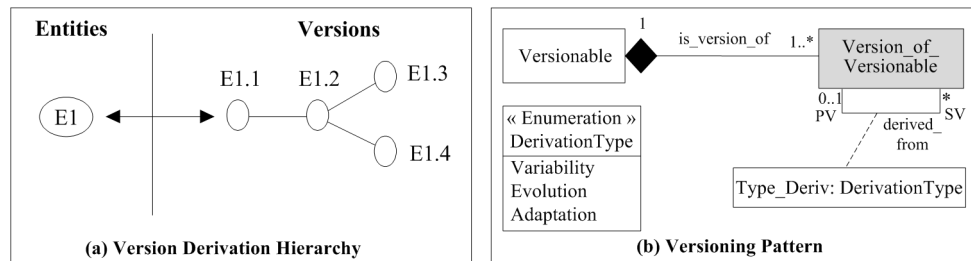 Entities
Versions
E1
E1.1
E1.2
E1.3
E1.4
(a) Version Derivation Hierarchy
Versionable
1
is_version_of
1..*
Version_of_
Versionable
0..1
PV
*
SV
derived_
from
« Enumeration »
DerivationType
Variability
Evolution
Adaptation
Type_Deriv: DerivationType
(b) Versioning Pattern